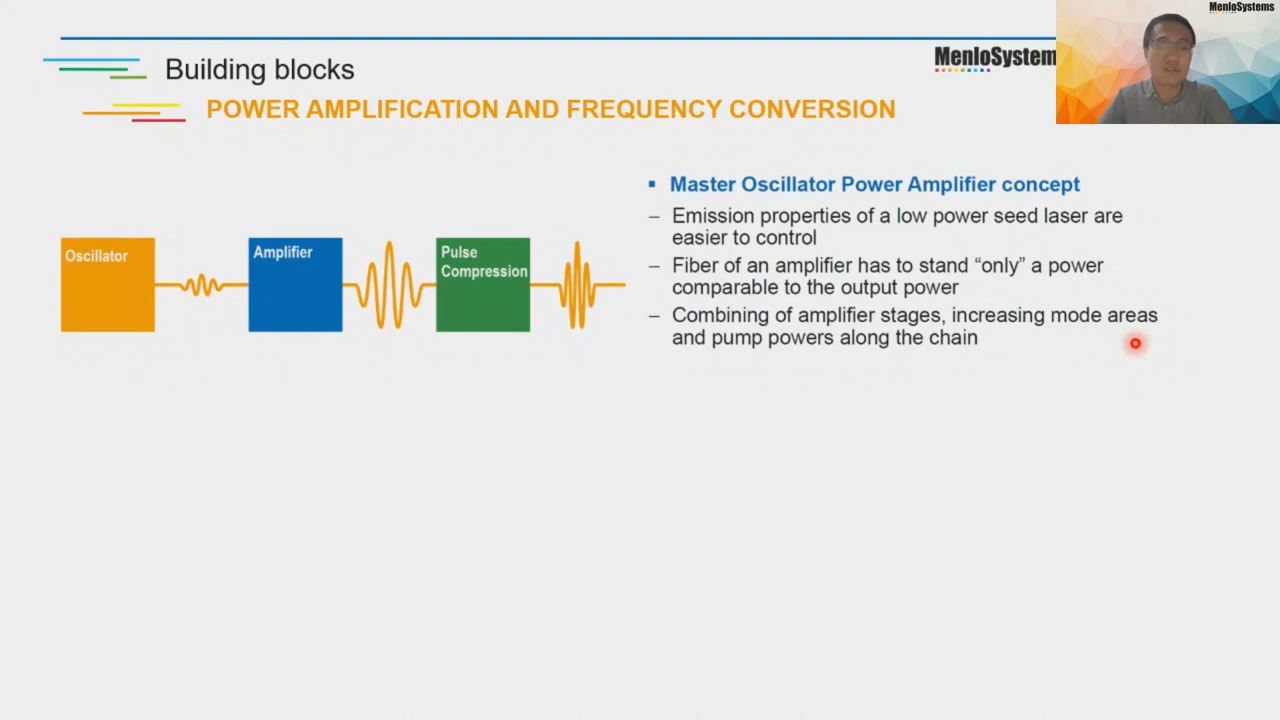 MenloSystems
Building blocks
MenloSystem
POWER AMPLIFICATION AND FREQUENCY CONVERSION
Oscillator
Amplifier
Pulse
Compression
▪ Master Oscillator Power Amplifier concept
– Emission properties of a low power seed laser are
easier to control
– Fiber of an amplifier has to stand “only” a power
comparable to the output power
– Combining of amplifier stages, increasing mode areas
and pump powers along the chain